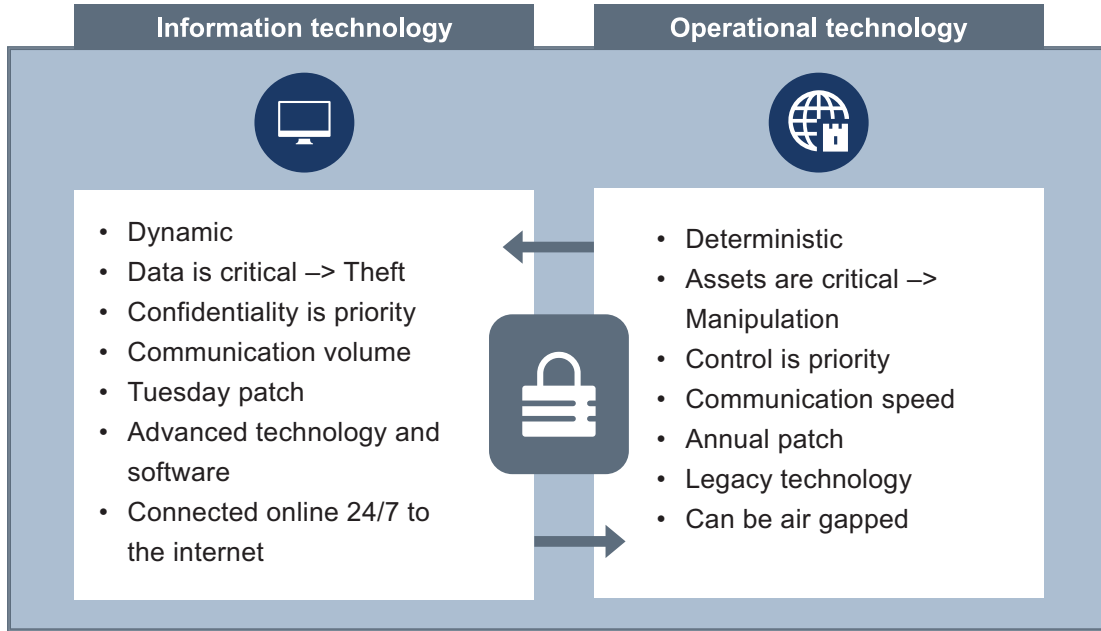 Information technology
• Dynamic
• Data is critical –> Theft
• Confidentiality is priority
• Communication volume
• Tuesday patch
• Advanced technology and
software
• Connected online 24/7 to
the internet
Operational technology
• Deterministic
• Assets are critical –>
Manipulation
• Control is priority
• Communication speed
• Annual patch
• Legacy technology
• Can be air gapped